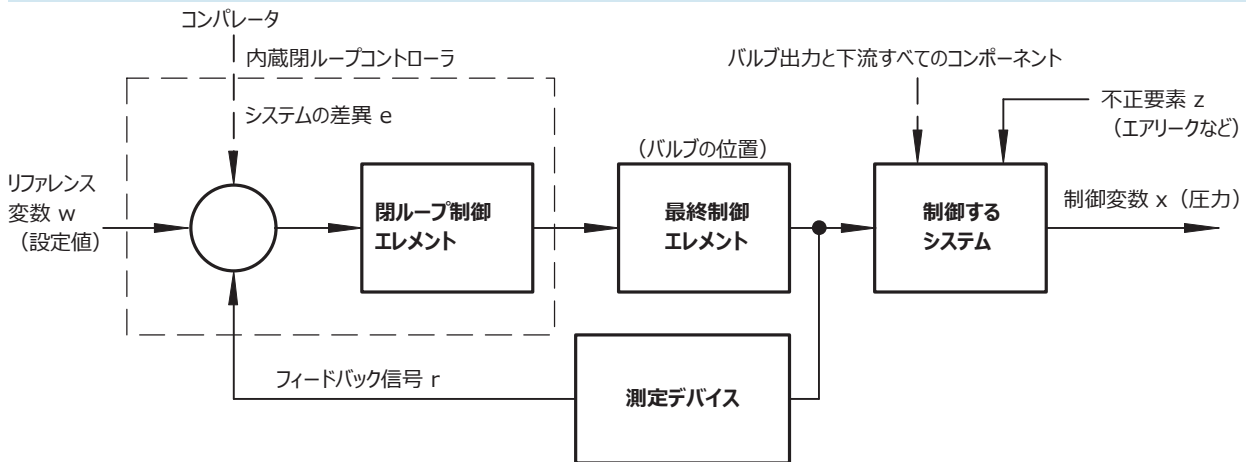 コンパレータ
内蔵閉ループコントローラ
バルブ出力と下流すべてのコンポーネント
システムの差異 e
不正要素 z
（エアリークなど）
（バルブの位置）
リファレンス
変数 w
（設定値）
閉ループ制御
エレメント
最終制御
エレメント
制御する
システム
制御変数 x（圧力）
フィードバック信号 r
測定デバイス